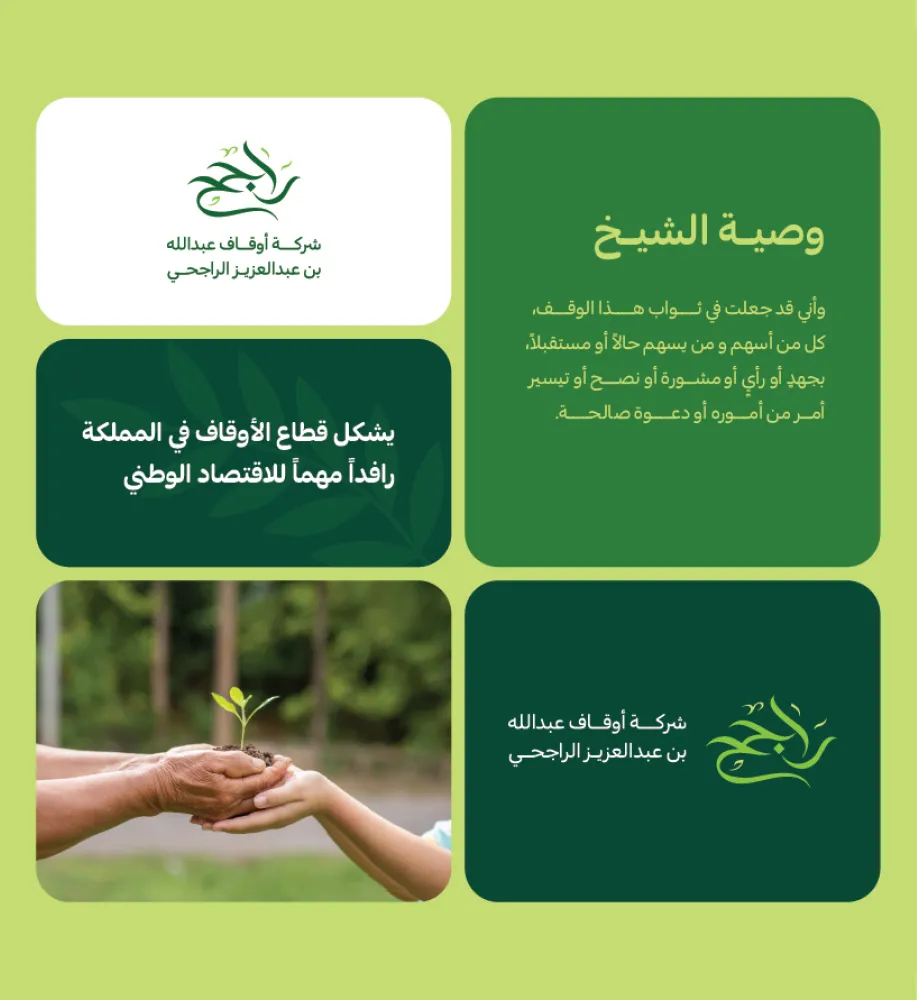 وصية الشيخ
وأني قد جعلت في ثواب هذا الوقف،
كل من أسهم و من يسهم حالاً أو مستقبلاً،
بجهدٍ أو رأيٍ أو مشورة أو نصح أو تيسير
أمر من أموره أو دعوة صالحة.
راجح
شركة أوقاف عبدالله
بن عبدالعزيز الراجحي
يشكل قطاع الأوقاف في المملكة
رافداً مهماً للاقتصاد الوطني
راجح
شركة أوقاف عبدالله
بن عبدالعزيز الراجحي